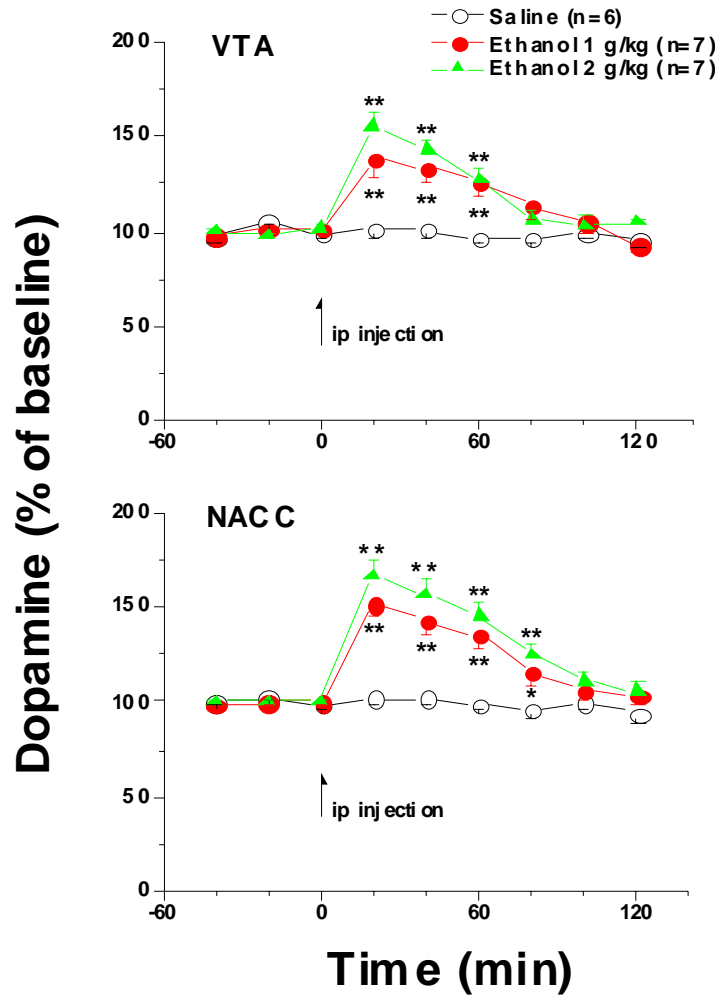 Saline (n=6)
Ethanol 1 g/kg (n=7)
Ethanol 2 g/kg (n=7)
VTA
200
150
100
50
0
** ** **
** ** **
ip injection
-60 0 60 120
NACC
200
150
100
50
0
** ** ** **
** ** ** *
ip injection
-60 0 60 120
Dopamine (% of baseline)
Time (min)